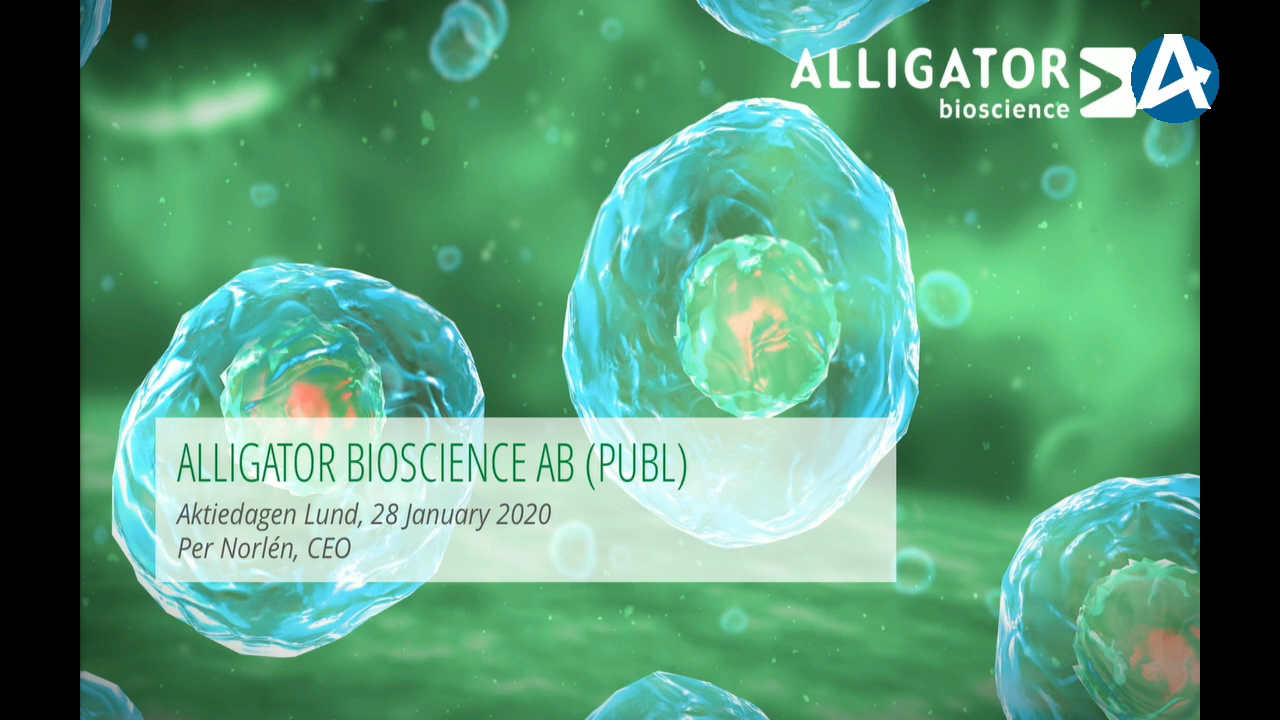 ALLIGATOR
bioscience
ALLIGATOR BIOSCIENCE AB (PUBL)
Aktiedagen Lund, 28 January 2020
Per Norlén, CEO